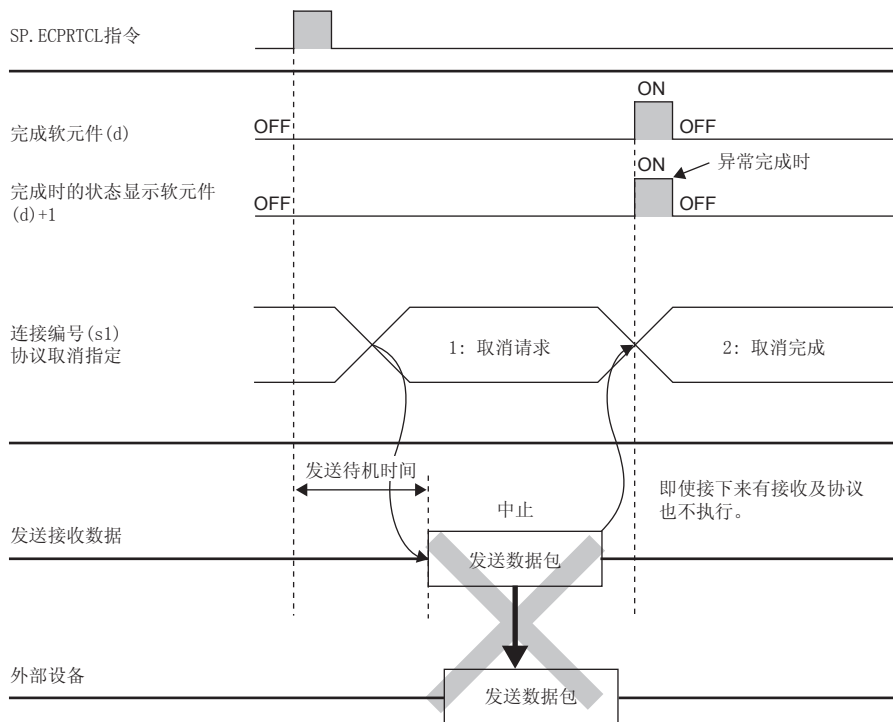 SP.ECPRTCL指令
ON
完成软元件(d)
OFF
OFF
ON
异常完成时
完成时的状态显示软元件
(d)+1
OFF
OFF
连接编号(s1)
协议取消指定
1: 取消请求
2: 取消完成
发送待机时间
即使接下来有接收及协议
也不执行。
中止
发送接收数据
发送数据包
外部设备
发送数据包